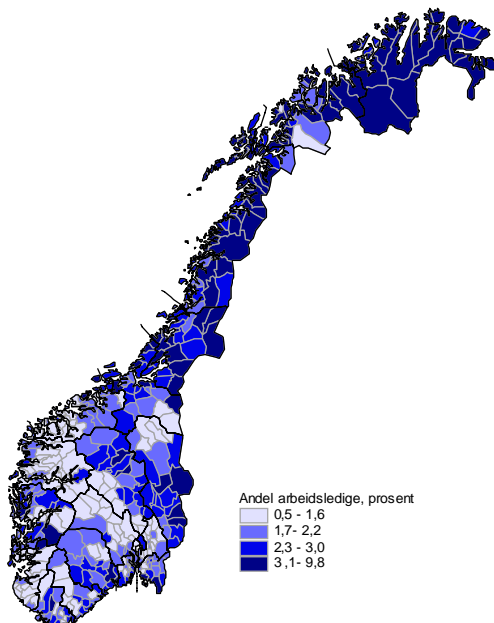 Andel arbeidsledige, prosent
0,5 - 1,6
1,7- 2,2
2,3 - 3,0
3 ,1- 9,8